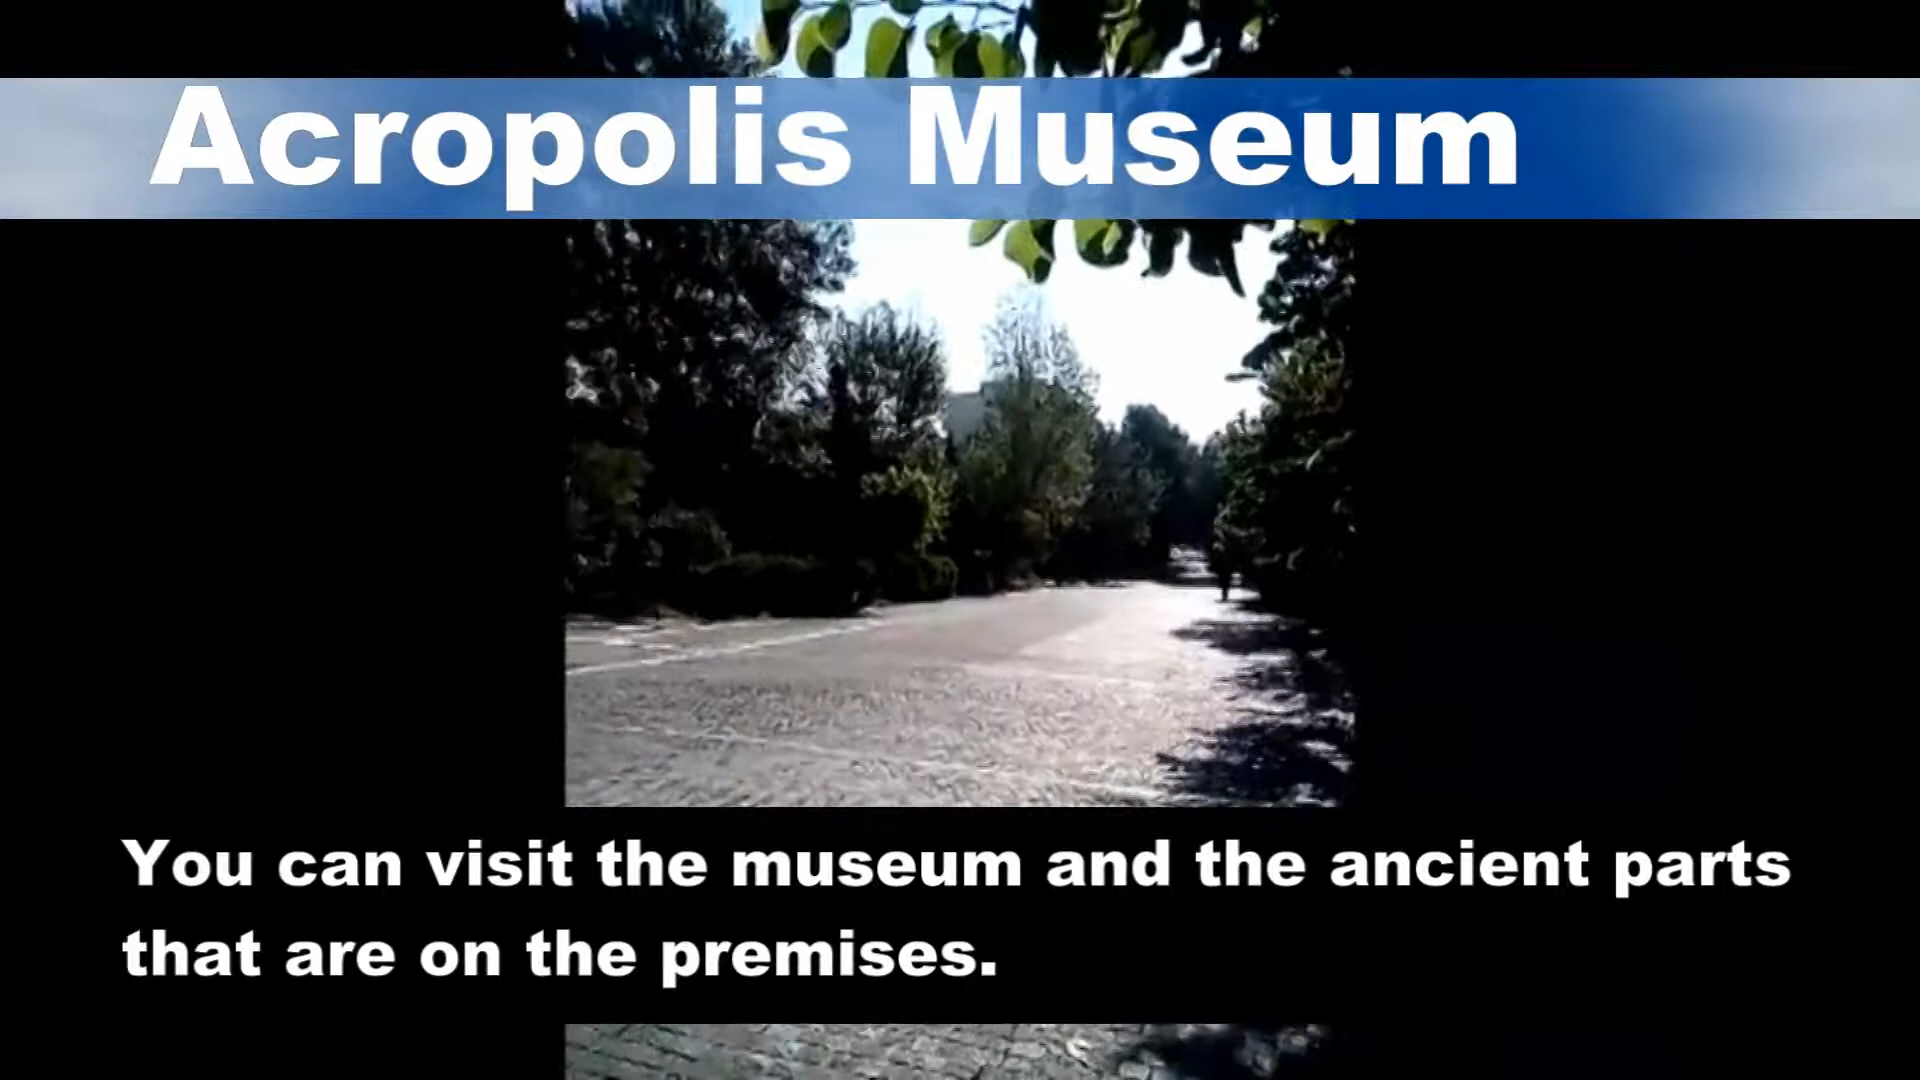 Acropolis Museum
You can visit the museum and the ancient parts
that are on the premises.